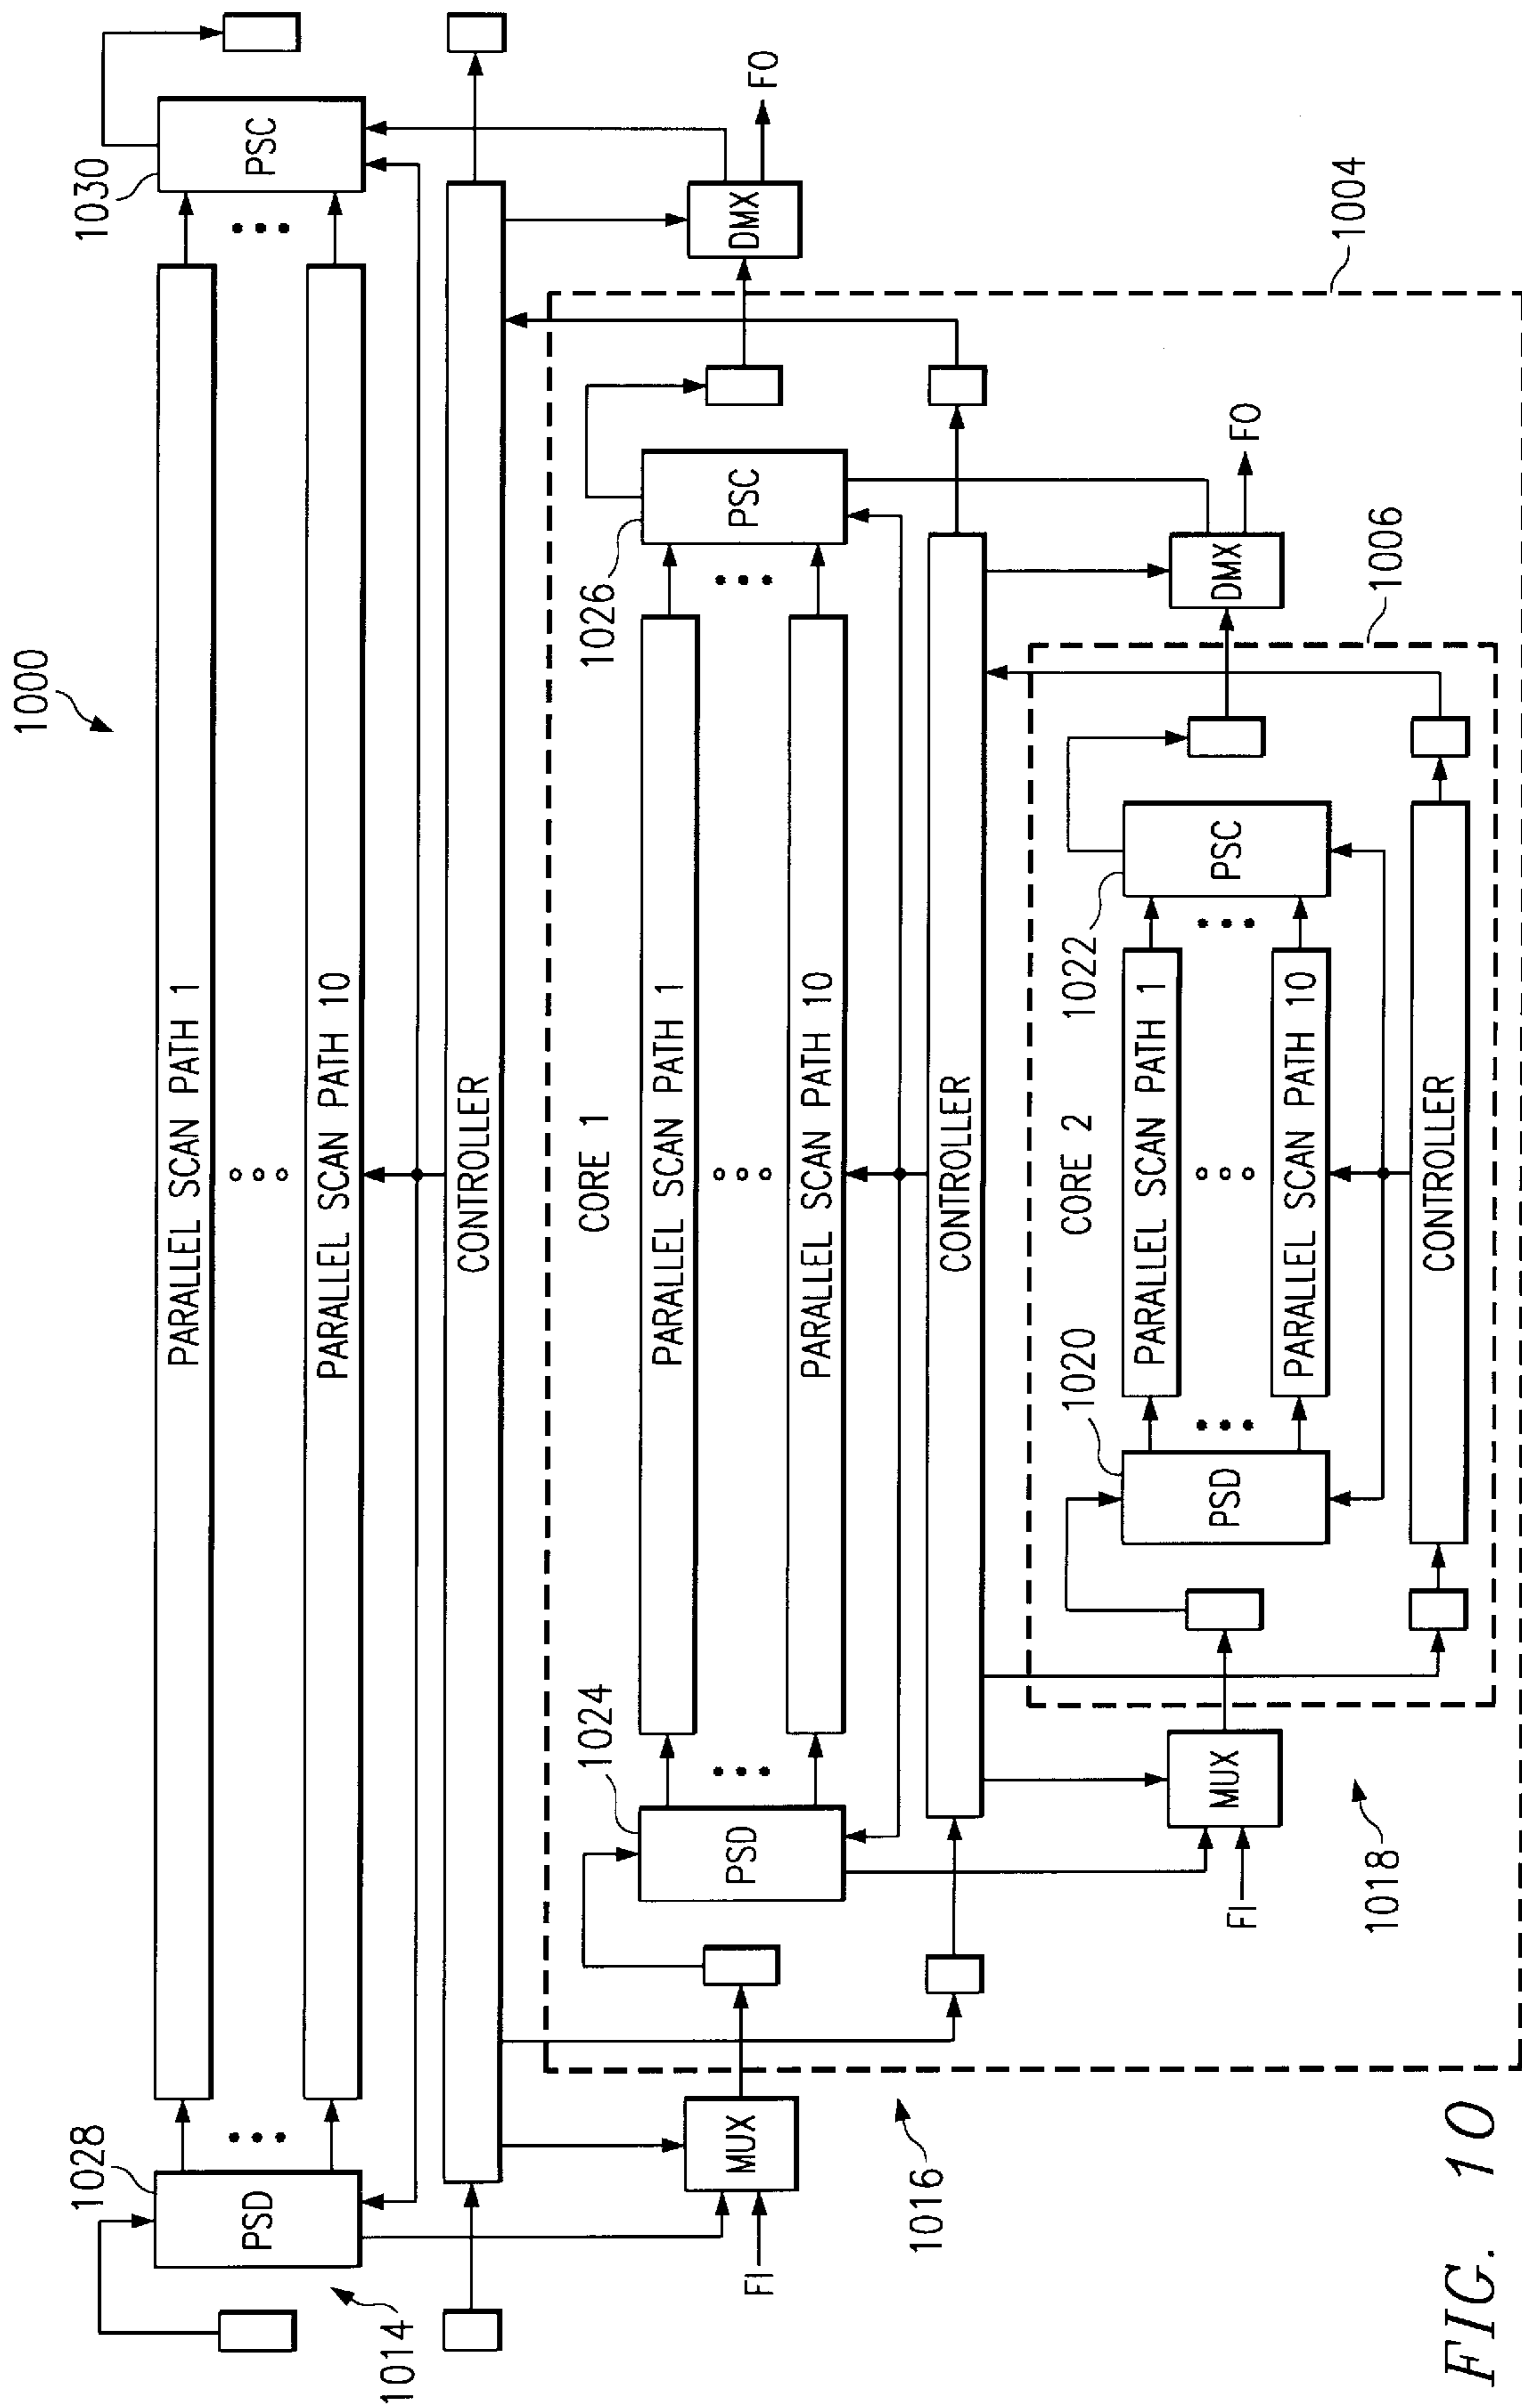 1000
1028
PSD
PARALLEL SCAN PATH 1
PARALLEL SCAN PATH 10
1030
PSC
1014
CONTROLLER
FI
MUX
DMX
FO
1016
1004
CORE 1
1024
PSD
PARALLEL SCAN PATH 1
PARALLEL SCAN PATH 10
1026
PSC
CONTROLLER
FI
MUX
DMX
FO
1018
1006
CORE 2
1020
PSD
PARALLEL SCAN PATH 1
PARALLEL SCAN PATH 10
1022
PSC
CONTROLLER
FIG. 10